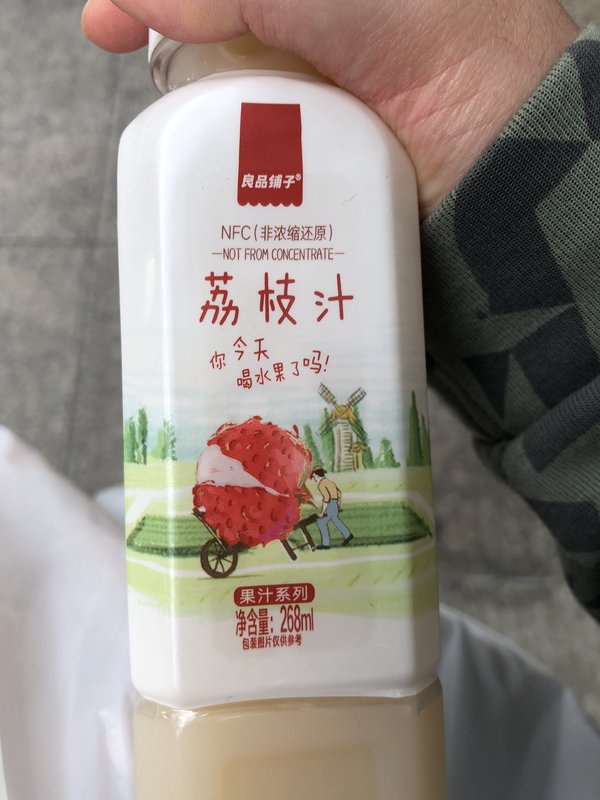 良品铺子®
NFC(非浓缩还原)
NOT FROM CONCENTRATE
荔枝汁
你今天
喝水果了吗!
果汁系列
净含量: 268ml
包装图片仅供参考